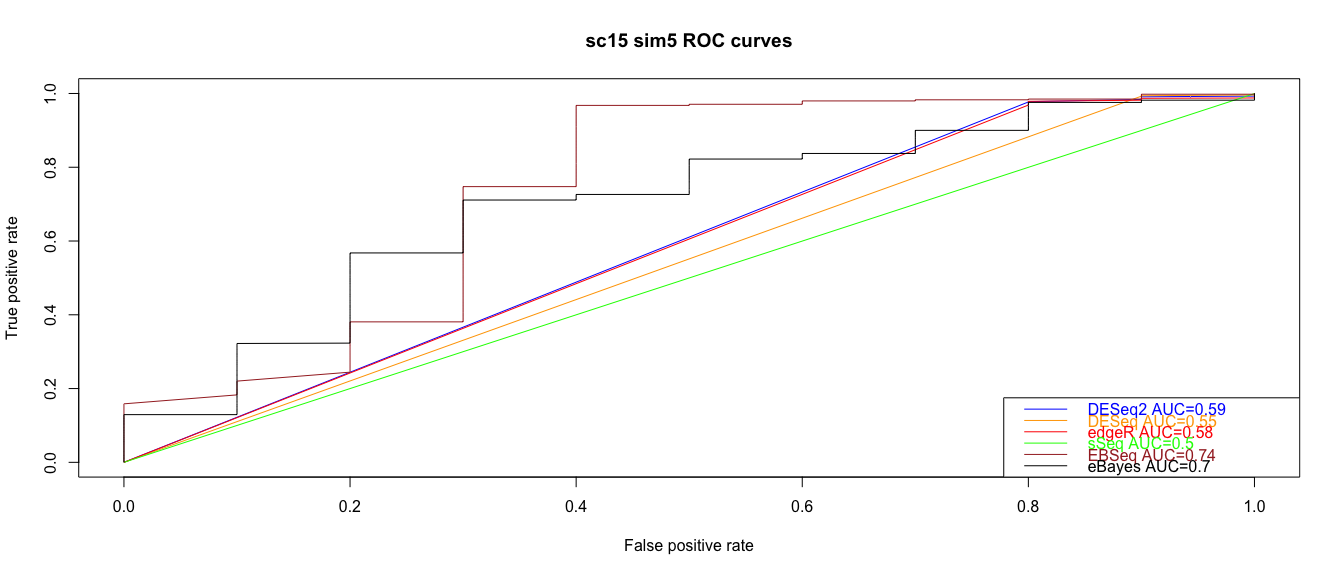 sc15 sim5 ROC curves
True positive rate
1.0
0.8
0.6
0.4
0.2
0.0
DESeq2 AUC=0.59
DESeq AUC=0.55
edgeR AUC=0.58
sSeq AUC=0.5
EBSeq AUC=0.74
eBayes AUC=0.7
0.0 0.2 0.4 0.6 0.8 1.0
False positive rate